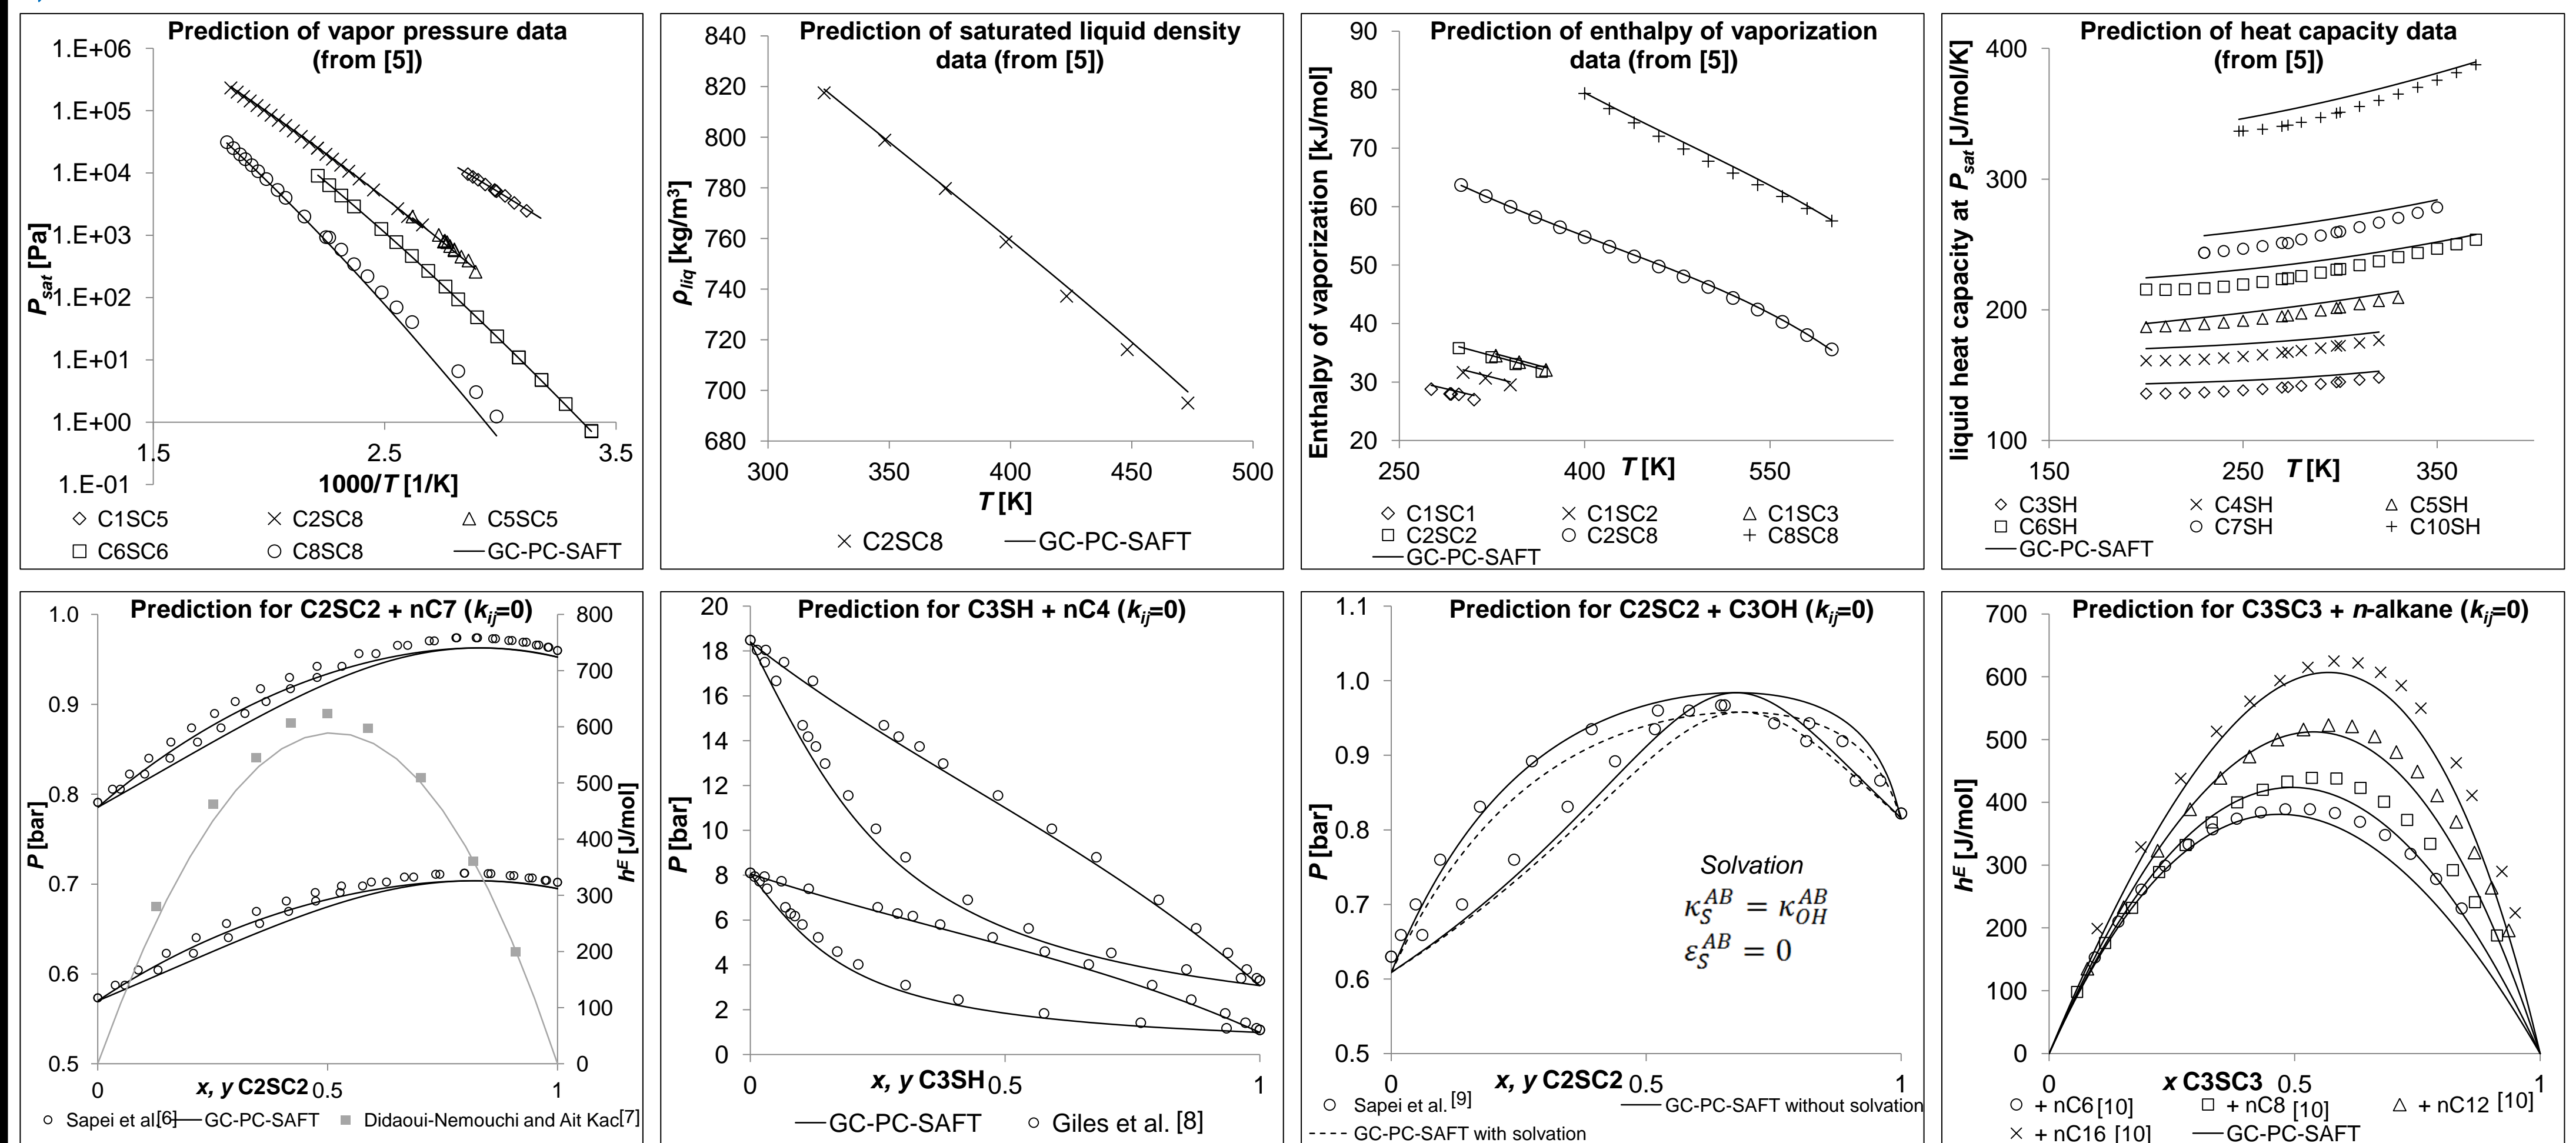 Prediction of vapor pressure data
(from [5])
1.E+06
1.E+05
1.E+04
1.E+03
1.E+02
1.E+01
1.E+00
1.E-01
Psat [Pa]
1.5 2.5 3.5
1000/T [1/K]
C1SC5 C2SC8 C5SC5
C6SC6 C8SC8 GC-PC-SAFT
Prediction of saturated liquid density
data (from [5])
840
820
800
780
760
740
720
700
680
ρliq [kg/m³]
300 350 400 450 500
T [K]
C2SC8 GC-PC-SAFT
Prediction of enthalpy of vaporization
data (from [5])
90
80
70
60
50
40
30
20
Enthalpy of vaporization [kJ/mol]
250 400 T [K] 550
C1SC1 C1SC2 C1SC3
C2SC2 C2SC8 C8SC8
GC-PC-SAFT
Prediction of heat capacity data
(from [5])
400
300
200
100
liquid heat capacity at Psat [J/mol/K]
150 250 T [K] 350
C3SH C4SH C5SH
C6SH C7SH C10SH
GC-PC-SAFT
Prediction for C2SC2 + nC7 (kij=0)
1.0
0.9
0.8
0.7
0.6
0.5
P [bar]
800
700
600
500
400
300
200
100
0
hE [J/mol]
0 x, y C2SC2 0.5 1
Sapei et al.[6] GC-PC-SAFT Didaoui-Nemouchi and Ait Kac[7]
Prediction for C3SH + nC4 (kij=0)
20
18
16
14
12
10
8
6
4
2
0
P [bar]
0 x, y C3SH 0.5 1
GC-PC-SAFT Giles et al. [8]
Prediction for C2SC2 + C3OH (kij=0)
1.1
1.0
0.9
0.8
0.7
0.6
0.5
P [bar]
Solvation
κ_S^AB = κ_OH^AB
ε_S^AB = 0
0 x, y C2SC2 0.5 1
Sapei et al. [9] GC-PC-SAFT without solvation
GC-PC-SAFT with solvation
Prediction for C3SC3 + n-alkane (kij=0)
700
600
500
400
300
200
100
0
hE [J/mol]
0 x C3SC3 0.5 1
+ nC6 [10] + nC8 [10] + nC12 [10]
+ nC16 [10] GC-PC-SAFT